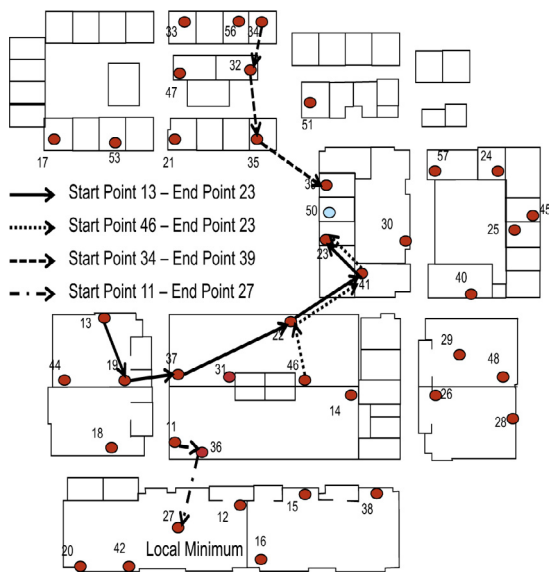 33 56 34
32
47
51
17 53 21 35
57 24
39
50
45
30
25
23
41
40
Start Point 13 – End Point 23
Start Point 46 – End Point 23
Start Point 34 – End Point 39
Start Point 11 – End Point 27
13
22
29
44 19 37 31 46 48
14 26
28
11
18 36
15 38
27 12
Local Minimum
20 42 16